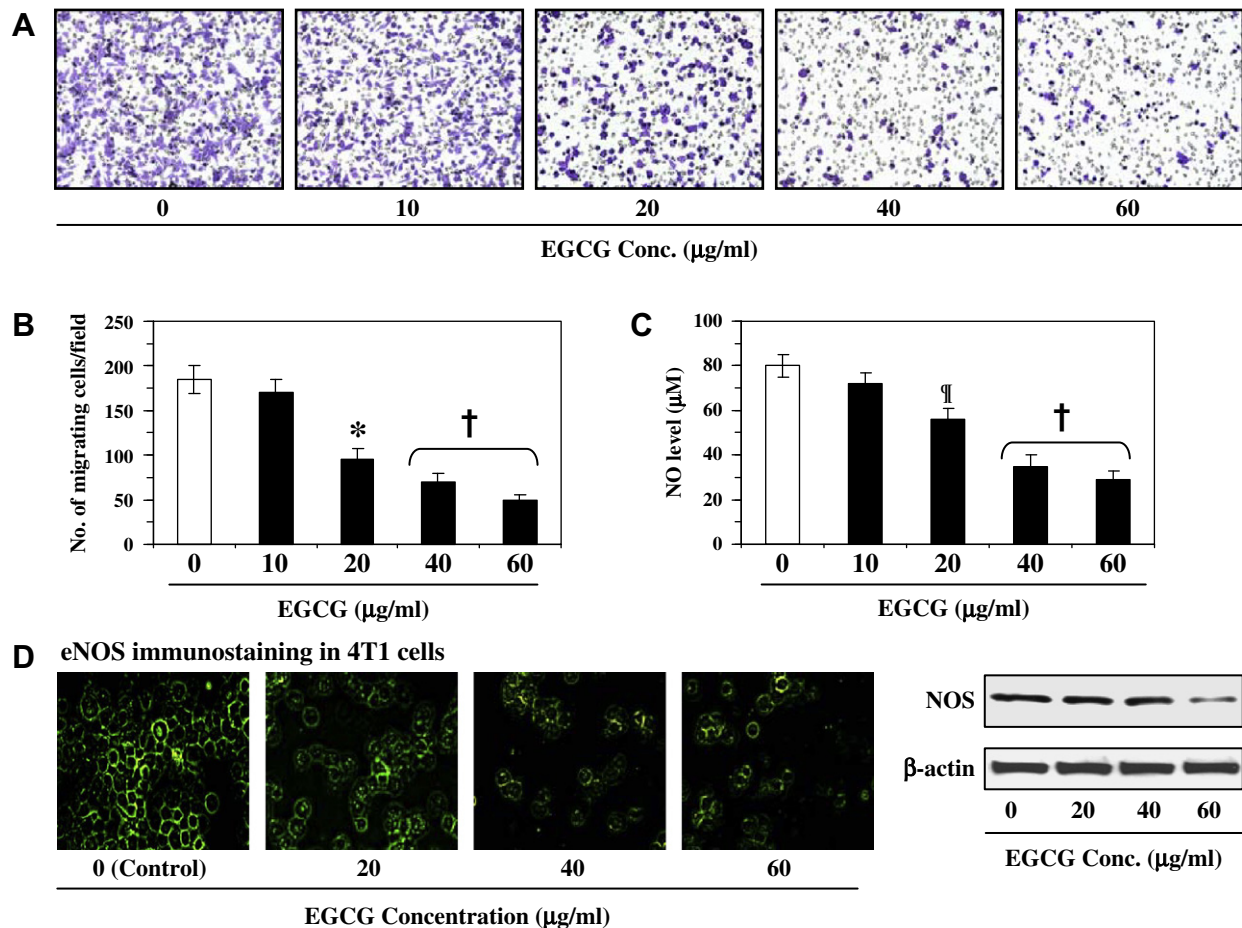 A
0 10 20 40 60
EGCG Conc. (μg/ml)
B
No. of migrating cells/field
250
200
150
100
50
0
*
†
0 10 20 40 60
EGCG (μg/ml)
C
NO level (μM)
100
80
60
40
20
0
¶
†
0 10 20 40 60
EGCG (μg/ml)
D
eNOS immunostaining in 4T1 cells
0 (Control) 20 40 60
EGCG Concentration (μg/ml)
NOS
β-actin
0 20 40 60
EGCG Conc. (μg/ml)